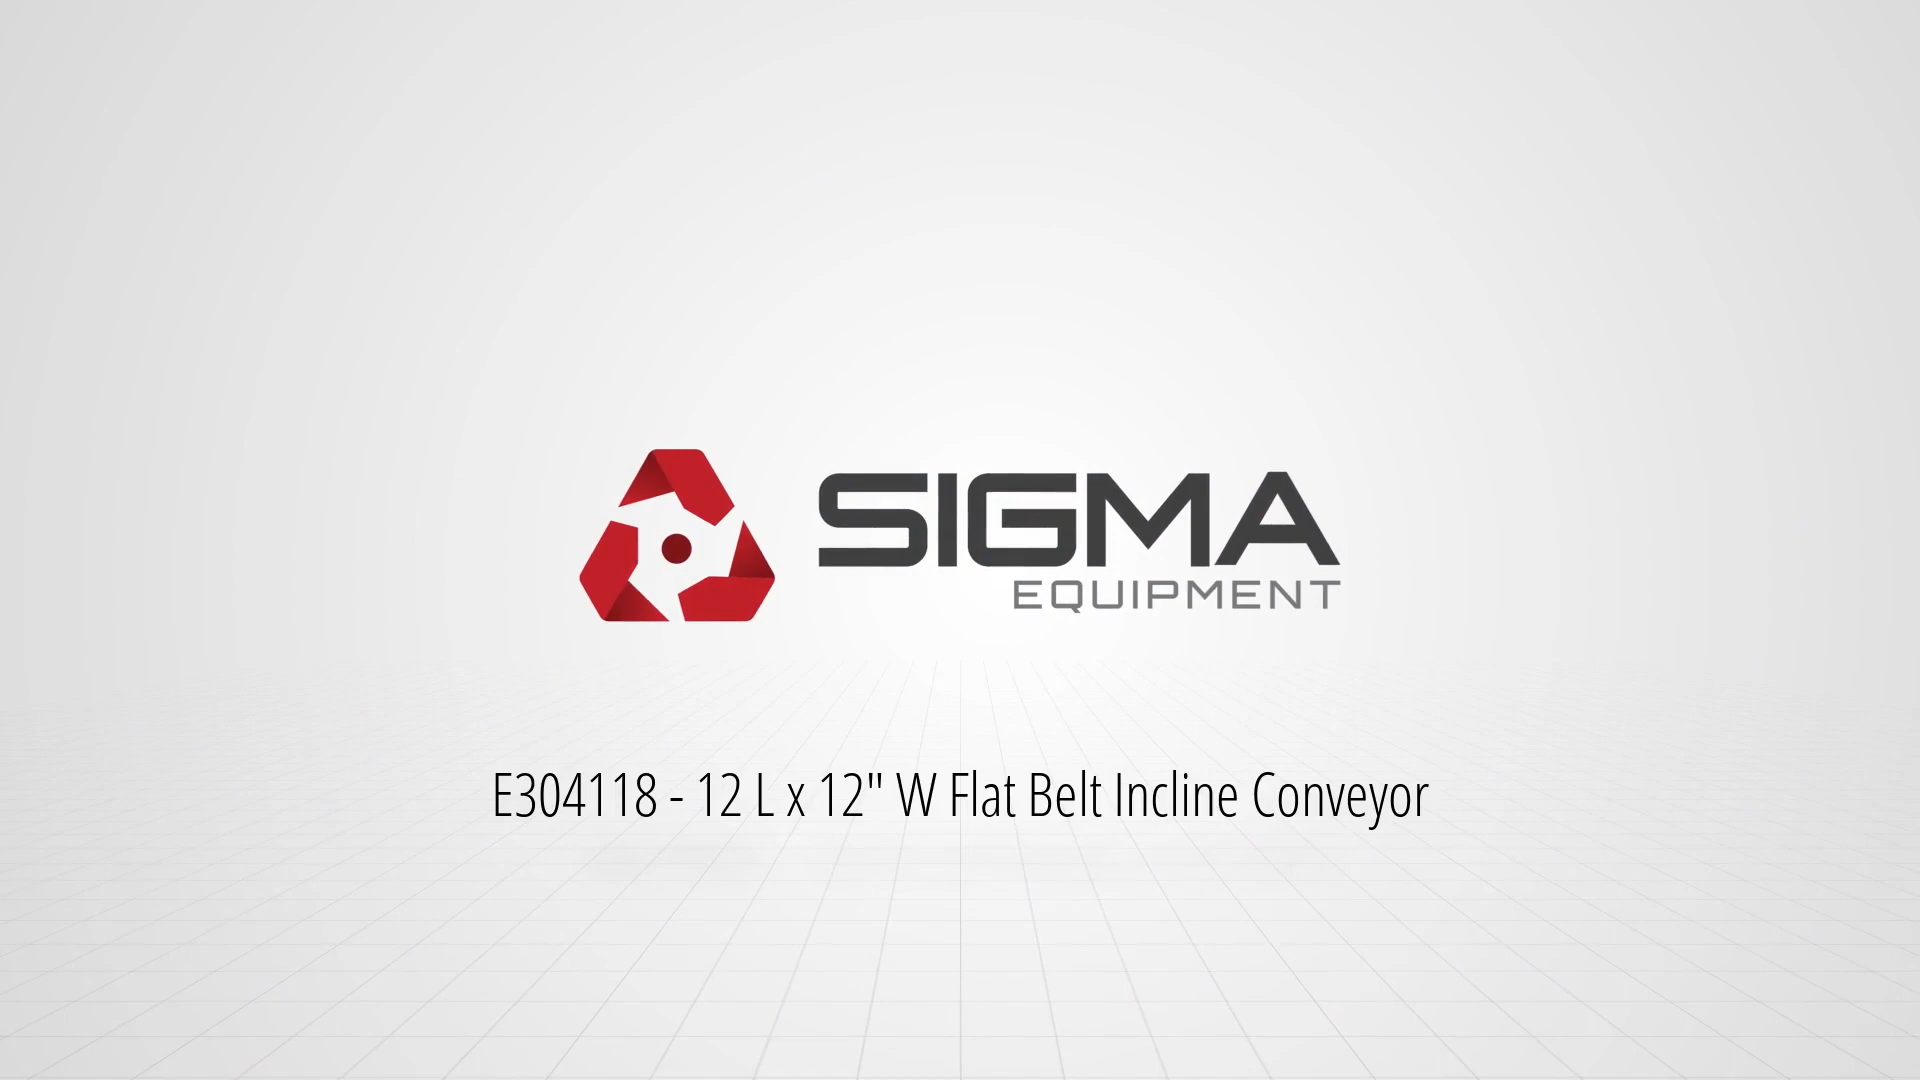 SIGMA
EQUIPMENT
E304118 - 12 L x 12" W Flat Belt Incline Conveyor